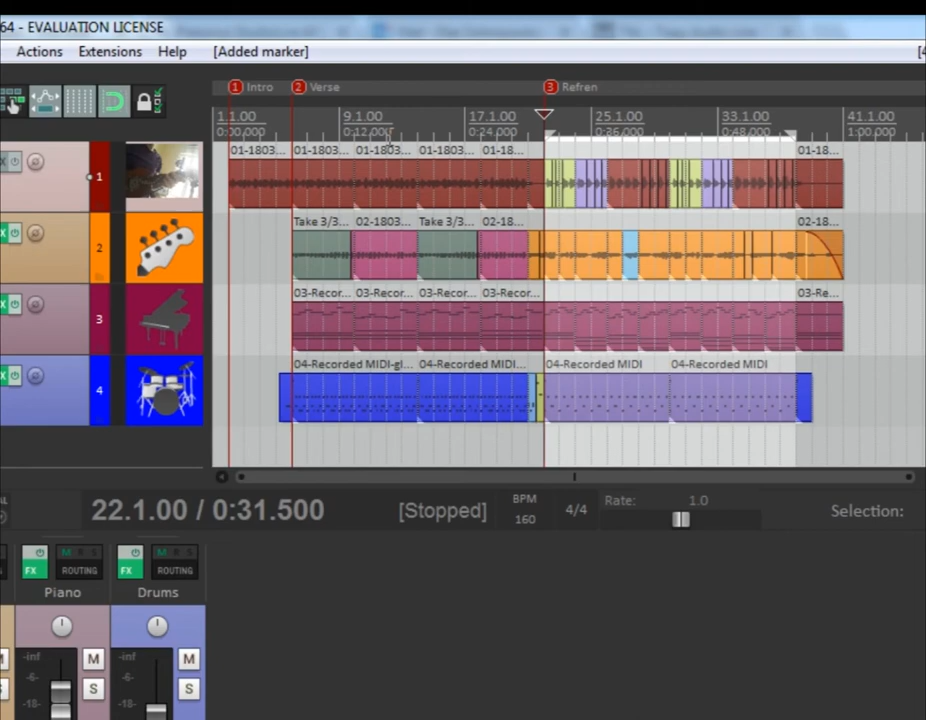 64 - EVALUATION LICENSE
Actions Extensions Help [Added marker] [4
1 Intro 2 Verse 3 Refren
1.1.00 9.1.00 17.1.00 25.1.00 33.1.00 41.1.00
0:00.000 0:12.00 0:24.000 0:36.000 0:48.000 1:00.000
01-1803... 01-1803... 01-1803... 01-1803... 01-18... 01-18...
1
Take 3/3... 02-1803... Take 3/3... 02-18... 02-18...
2
03-Recor... 03-Recor... 03-Recor... 03-Recor... 03-Re...
3
04-Recorded MIDI-gl... 04-Recorded MIDI... 04-Recorded MIDI 04-Recorded MIDI
4
22.1.00 / 0:31.500 [Stopped] BPM 160 4/4 Rate: 1.0 Selection:
M R S M R S
FX ROUTING FX ROUTING
Piano Drums
-inf M -inf M
-6- S -6- S
-18- -18-